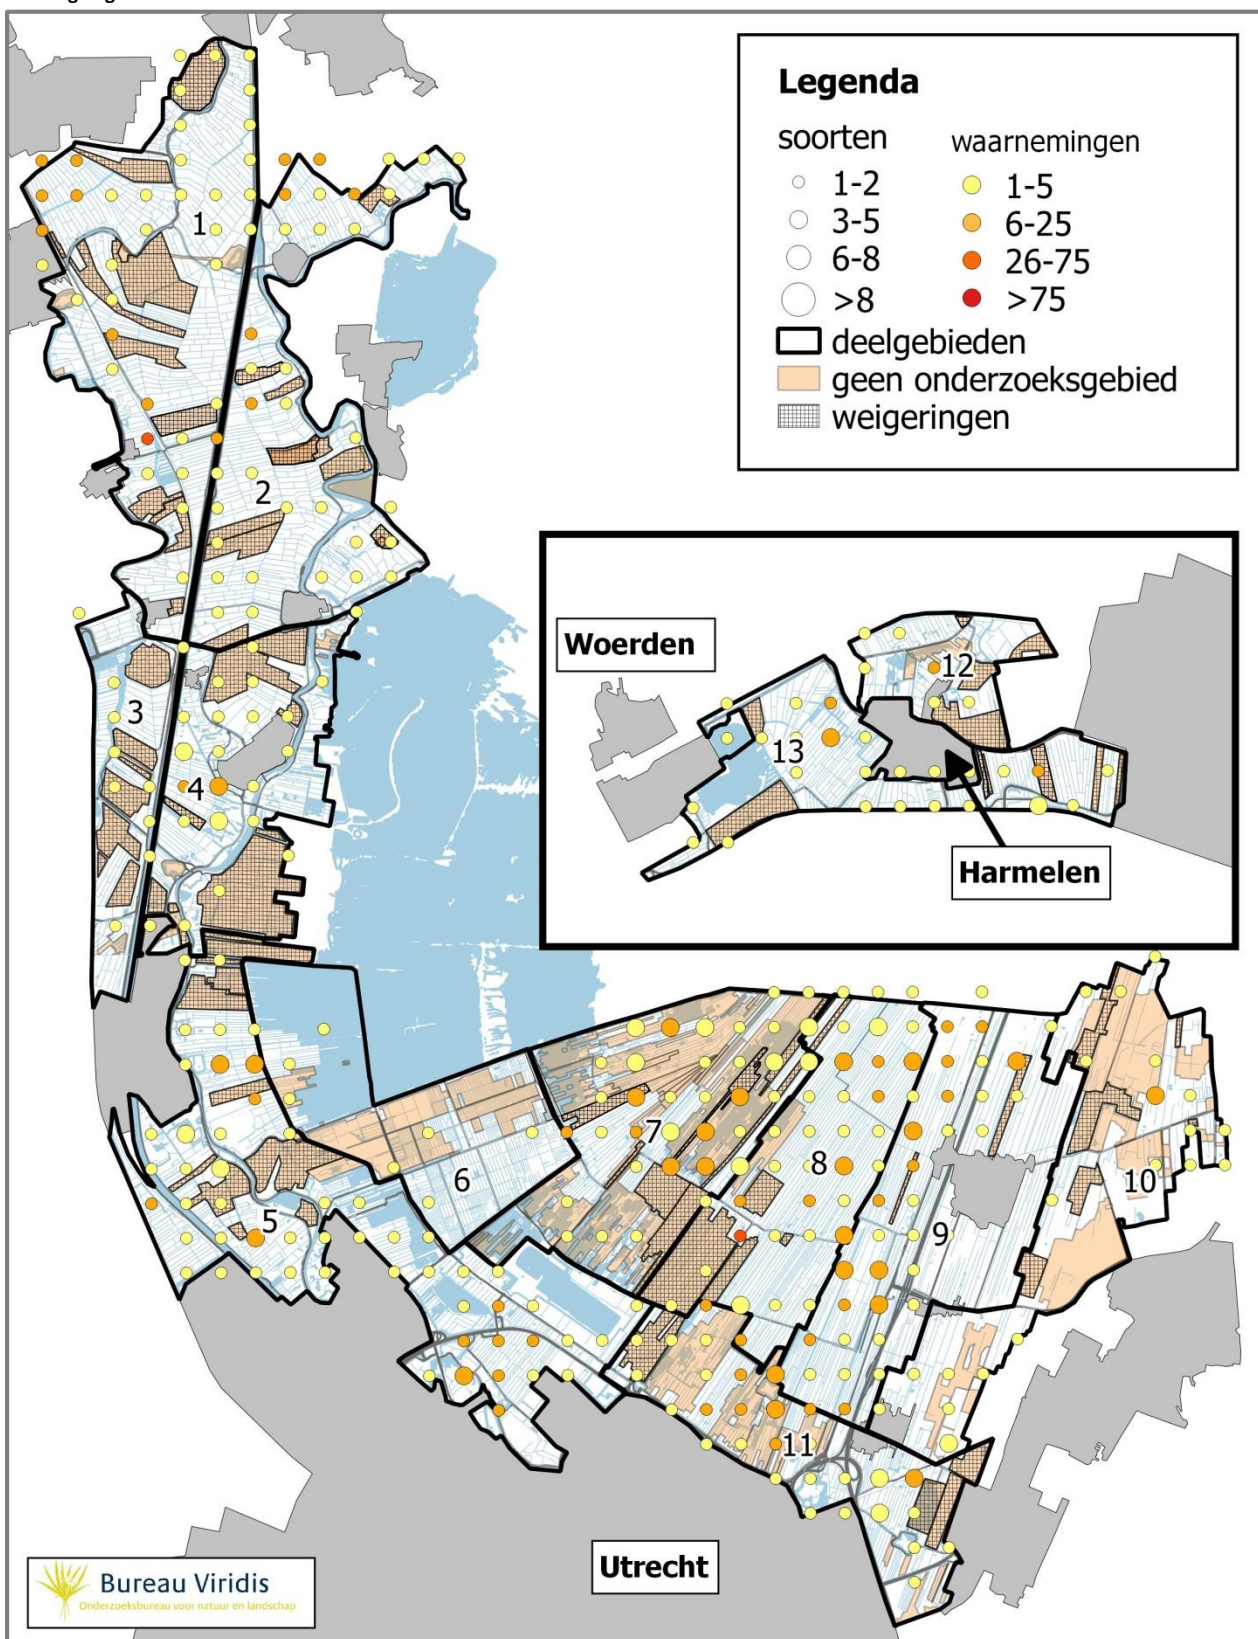 Legenda
soorten waarnemingen
1-2 1-5
3-5 6-25
6-8 26-75
>8 >75
deelgebieden
geen onderzoeksgebied
weigeringen
1
2
Woerden
12
13
3
4
Harmelen
7
6
8
10
5
9
11
Utrecht
Bureau Viridis
Onderzoeksbureau voor natuur en landschap